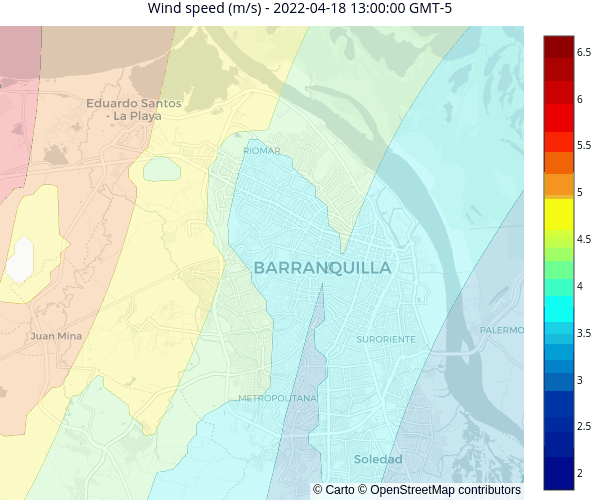 Wind speed (m/s) - 2022-04-18 13:00:00 GMT-5
6.5
6
5.5
5
4.5
4
3.5
3
2.5
2
Eduardo Santos
- La Playa
RIOMAR
BARRANQUILLA
Juan Mina
SURORIENTE
PALERMO
METROPOLITANA
Soledad
© Carto © OpenStreetMap contributors